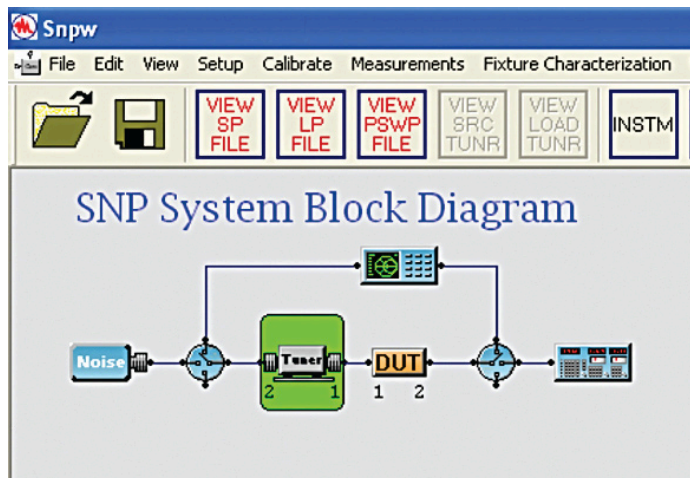 Snpw
File Edit View Setup Calibrate Measurements Fixture Characterization
VIEW SP FILE
VIEW LP FILE
VIEW PSWP FILE
VIEW SRC TUNR
VIEW LOAD TUNR
INSTM
SNP System Block Diagram
Noise
Tuner
DUT
2 1 1 2